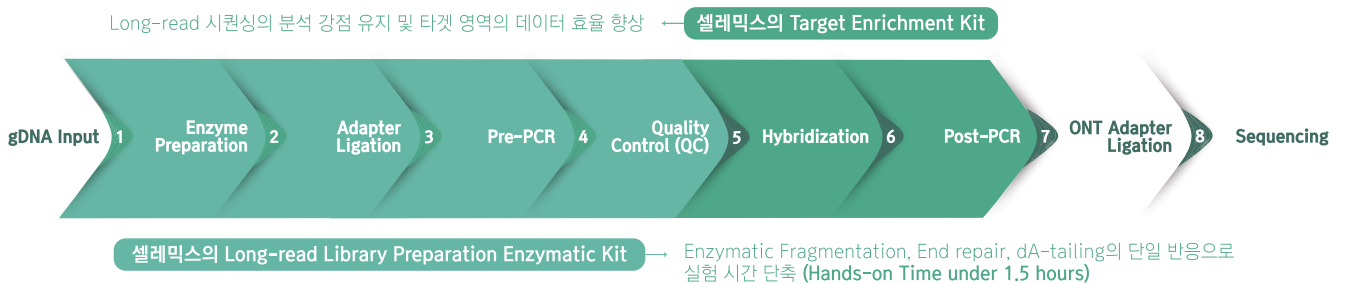 Long-read 시퀀싱의 분석 강점 유지 및 타겟 영역의 데이터 효율 향상
셀레믹스의 Target Enrichment Kit
gDNA Input
1
Enzyme
Preparation
2
Adapter
Ligation
3
Pre-PCR
4
Quality
Control (QC)
5
Hybridization
6
Post-PCR
7
ONT Adapter
Ligation
8
Sequencing
셀레믹스의 Long-read Library Preparation Enzymatic Kit
Enzymatic Fragmentation, End repair, dA-tailing의 단일 반응으로
실험 시간 단축 (Hands-on Time under 1.5 hours)